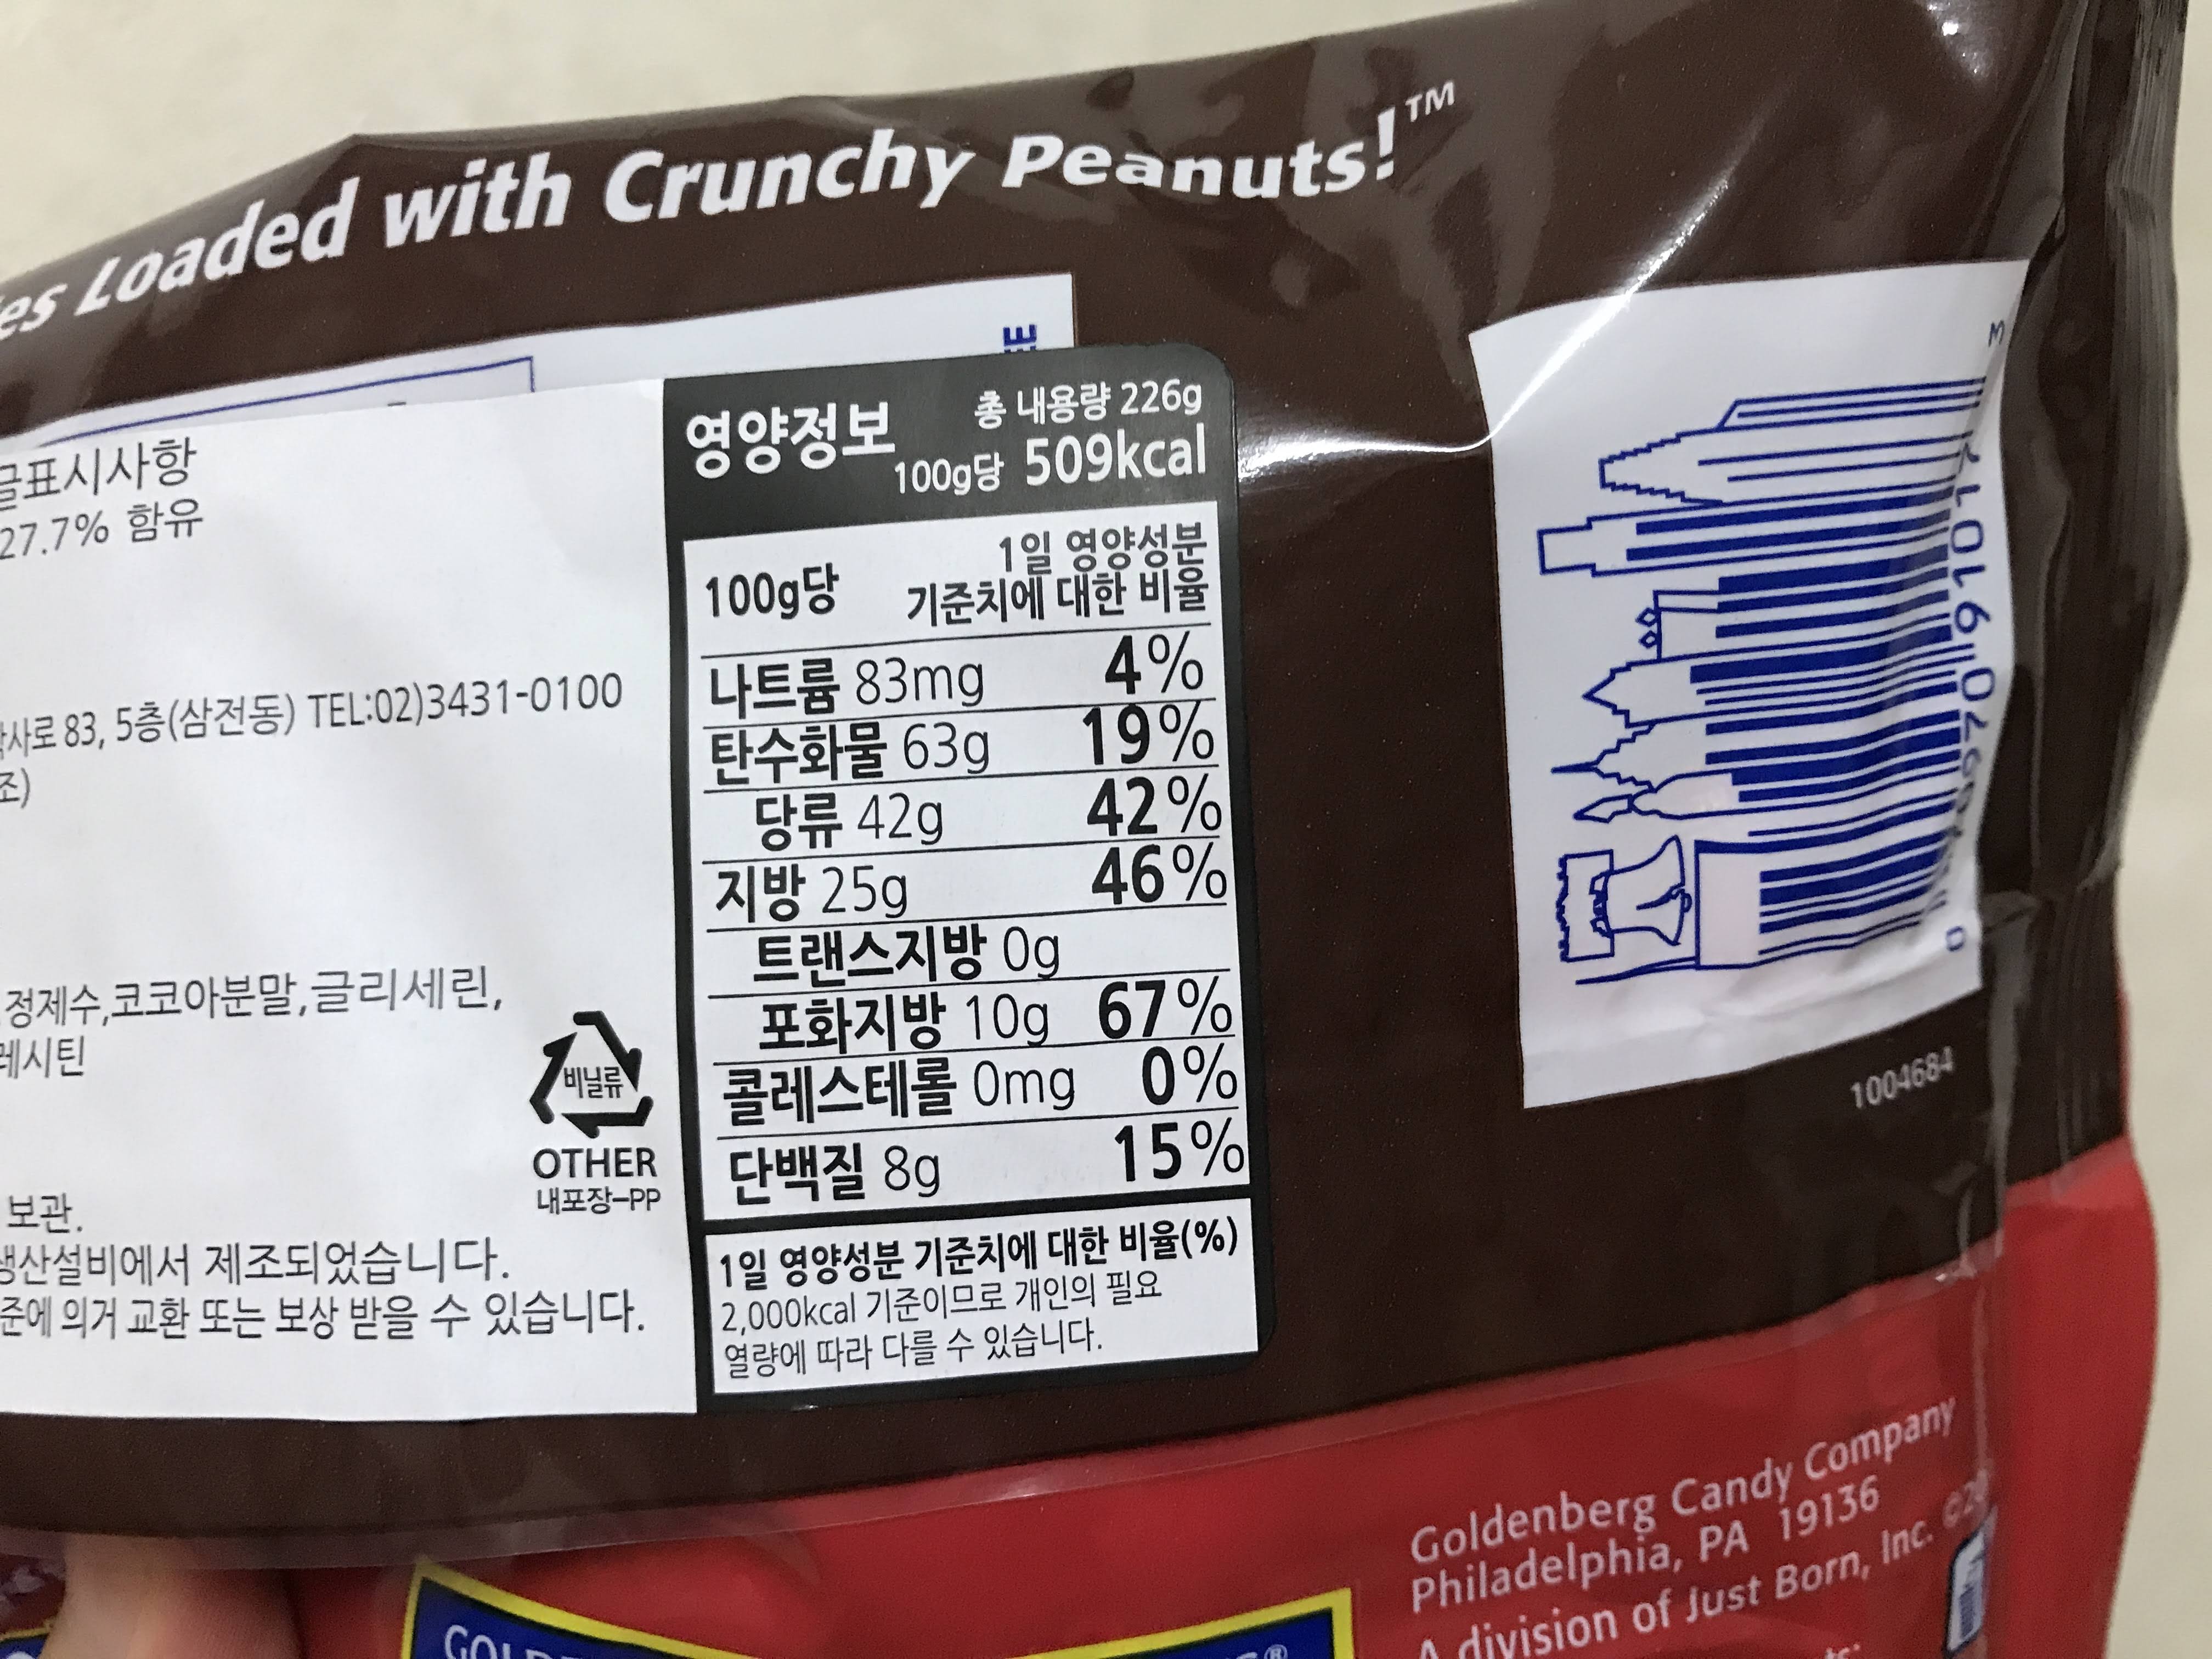 es Loaded with Crunchy Peanuts!™
E
글표시사항
27.7% 함유
사로 83, 5층(삼전동) TEL:02)3431-0100
조)
정제수,코코아분말,글리세린,
레시틴
비닐류
OTHER
내포장-PP
보관.
생산설비에서 제조되었습니다.
준에 의거 교환 또는 보상 받을 수 있습니다.
영양정보
총 내용량 226g
100g당 509kcal
100g당
1일 영양성분
기준치에 대한 비율
나트륨 83mg 4%
탄수화물 63g 19%
당류 42g 42%
지방 25g 46%
트랜스지방 0g
포화지방 10g 67%
콜레스테롤 0mg 0%
단백질 8g 15%
1일 영양성분 기준치에 대한 비율(%)
2,000kcal 기준이므로 개인의 필요
열량에 따라 다를 수 있습니다.
1004684
Goldenberg Candy Company
Philadelphia, PA 19136
A division of Just Born, Inc.